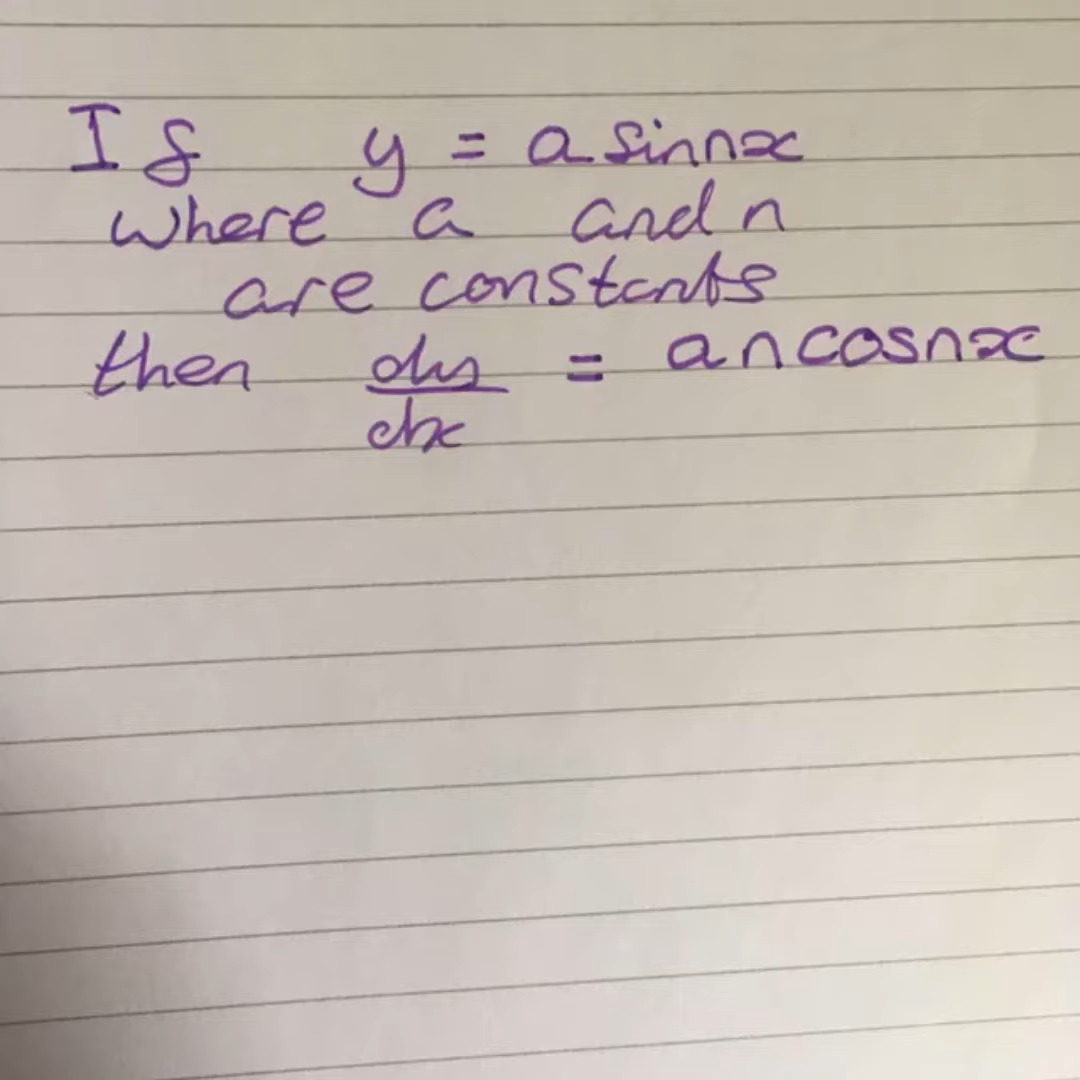 If y = a sinnx
where a and n
are constants
then dy/dx = an cosnx